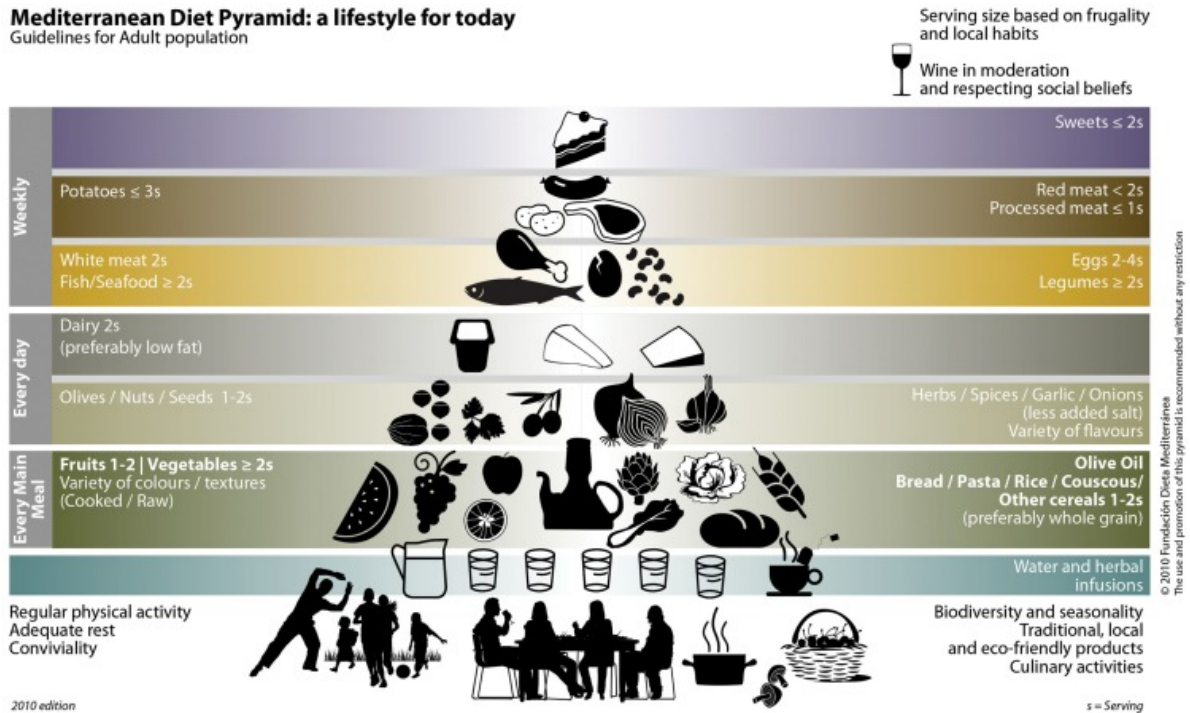 Mediterranean Diet Pyramid: a lifestyle for today
Guidelines for Adult population
Serving size based on frugality
and local habits
Wine in moderation
and respecting social beliefs
Weekly
Sweets ≤ 2s
Potatoes ≤ 3s
Red meat < 2s
Processed meat ≤ 1s
White meat 2s
Fish/Seafood ≥ 2s
Eggs 2-4s
Legumes ≥ 2s
Every day
Dairy 2s
(preferably low fat)
Olives / Nuts / Seeds 1-2s
Herbs / Spices / Garlic / Onions
(less added salt)
Variety of flavours
Every Main
Meal
Fruits 1-2 | Vegetables ≥ 2s
Variety of colours / textures
(Cooked / Raw)
Olive Oil
Bread / Pasta / Rice / Couscous/
Other cereals 1-2s
(preferably whole grain)
Water and herbal
infusions
Regular physical activity
Adequate rest
Conviviality
Biodiversity and seasonality
Traditional, local
and eco-friendly products
Culinary activities
2010 edition
s = Serving
© 2010 Fundación Dieta Mediterránea
The use and promotion of this pyramid is recommended without any restriction